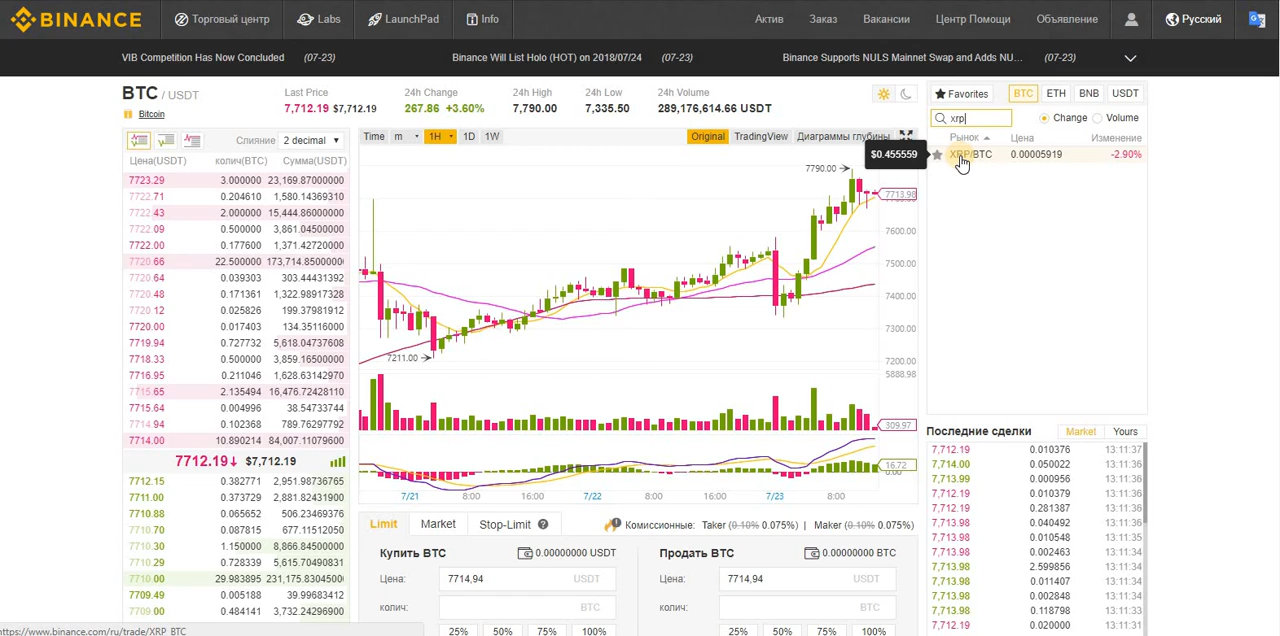 BINANCE Торговый центр Labs LaunchPad Info Актив Заказ Вакансии Центр Помощи Объявление Русский
VIB Competition Has Now Concluded (07-23) Binance Will List Holo (HOT) on 2018/07/24 (07-23) Binance Supports NULS Mainnet Swap and Adds NU... (07-23)
BTC / USDT
Bitcoin
Last Price
7,712.19 $7,712.19
24h Change
267.86 +3.60%
24h High
7,790.00
24h Low
7,335.50
24h Volume
289,176,614.66 USDT
Слияние 2 decimal
Цена(USDT) колич(BTC) Сумма(USDT)
7723.29 3.000000 23,169.87000000
7722.71 0.204610 1,580.14369310
7722.43 2.000000 15,444.86000000
7722.09 0.500000 3,861.04500000
7722.00 0.177600 1,371.42720000
7720.66 22.500000 173,714.8500000
7720.64 0.039303 303.44431392
7720.48 0.171361 1,322.98917328
7720.12 0.025826 199.37981912
7720.00 0.017403 134.35116000
7719.94 0.727732 5,618.04734608
7718.33 0.500000 3,859.16500000
7716.95 0.211046 1,628.63142970
7715.65 2.135494 16,476.72428110
7715.64 0.004996 38.54733744
7714.94 0.102368 789.76299792
7714.00 10.890214 84,007.11079600
7712.19↓ $7,712.19
7712.15 0.382771 2,951.98736765
7711.00 0.373729 2,881.82431900
7710.88 0.065652 506.23469376
7710.70 0.087815 677.11512050
7710.30 1.150000 8,866.84500000
7710.29 0.728339 5,615.70490831
7710.00 29.983895 231,175.8304500
7709.49 0.005188 39.99683412
7709.00 0.484141 3,732.24296900
Time m 1H 1D 1W Original TradingView Диаграммы глубины
7790.00
7713.98
7600.00
7500.00
7400.00
7300.00
7211.00
7200.00
5888.98
309.97
16.72
0.00
7/21 8:00 16:00 7/22 8:00 16:00 7/23 8:00
Limit Market Stop-Limit ? Комиссионные: Taker (0.10% 0.075%) | Maker (0.10% 0.075%)
Купить BTC 0.00000000 USDT
Цена: 7714,94 USDT
колич: BTC
25% 50% 75% 100%
Продать BTC 0.00000000 BTC
Цена: 7714,94 USDT
колич: BTC
25% 50% 75% 100%
Favorites BTC ETH BNB USDT
xrp Change Volume
Рынок Цена Изменение
$0.455559
XRP/BTC 0.00005919 -2.90%
Последние сделки Market Yours
7,712.19 0.010376 13:11:37
7,714.00 0.050022 13:11:36
7,713.99 0.000956 13:11:36
7,712.19 0.010379 13:11:36
7,712.19 0.281387 13:11:36
7,713.98 0.040492 13:11:36
7,713.98 0.010368 13:11:35
7,713.98 0.002463 13:11:34
7,713.98 2.599856 13:11:34
7,713.98 0.011407 13:11:34
7,713.98 0.002848 13:11:34
7,713.98 0.118798 13:11:33
7,712.19 0.020000 13:11:31
https://www.binance.com/ru/trade/XRP_BTC